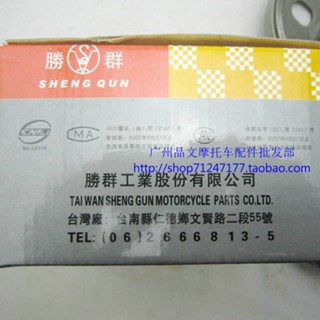 勝群
SHENG QUN
MA
广州品文摩托车配件批发部
http://shop71247177.taobao.com
勝群工業股份有限公司
TAI WAN SHENG GUN MOTORCYCLE PARTS CO.LTD.
台灣廠：台南縣仁德鄉文賢路二段55號
TEL: (06) 2666813-5